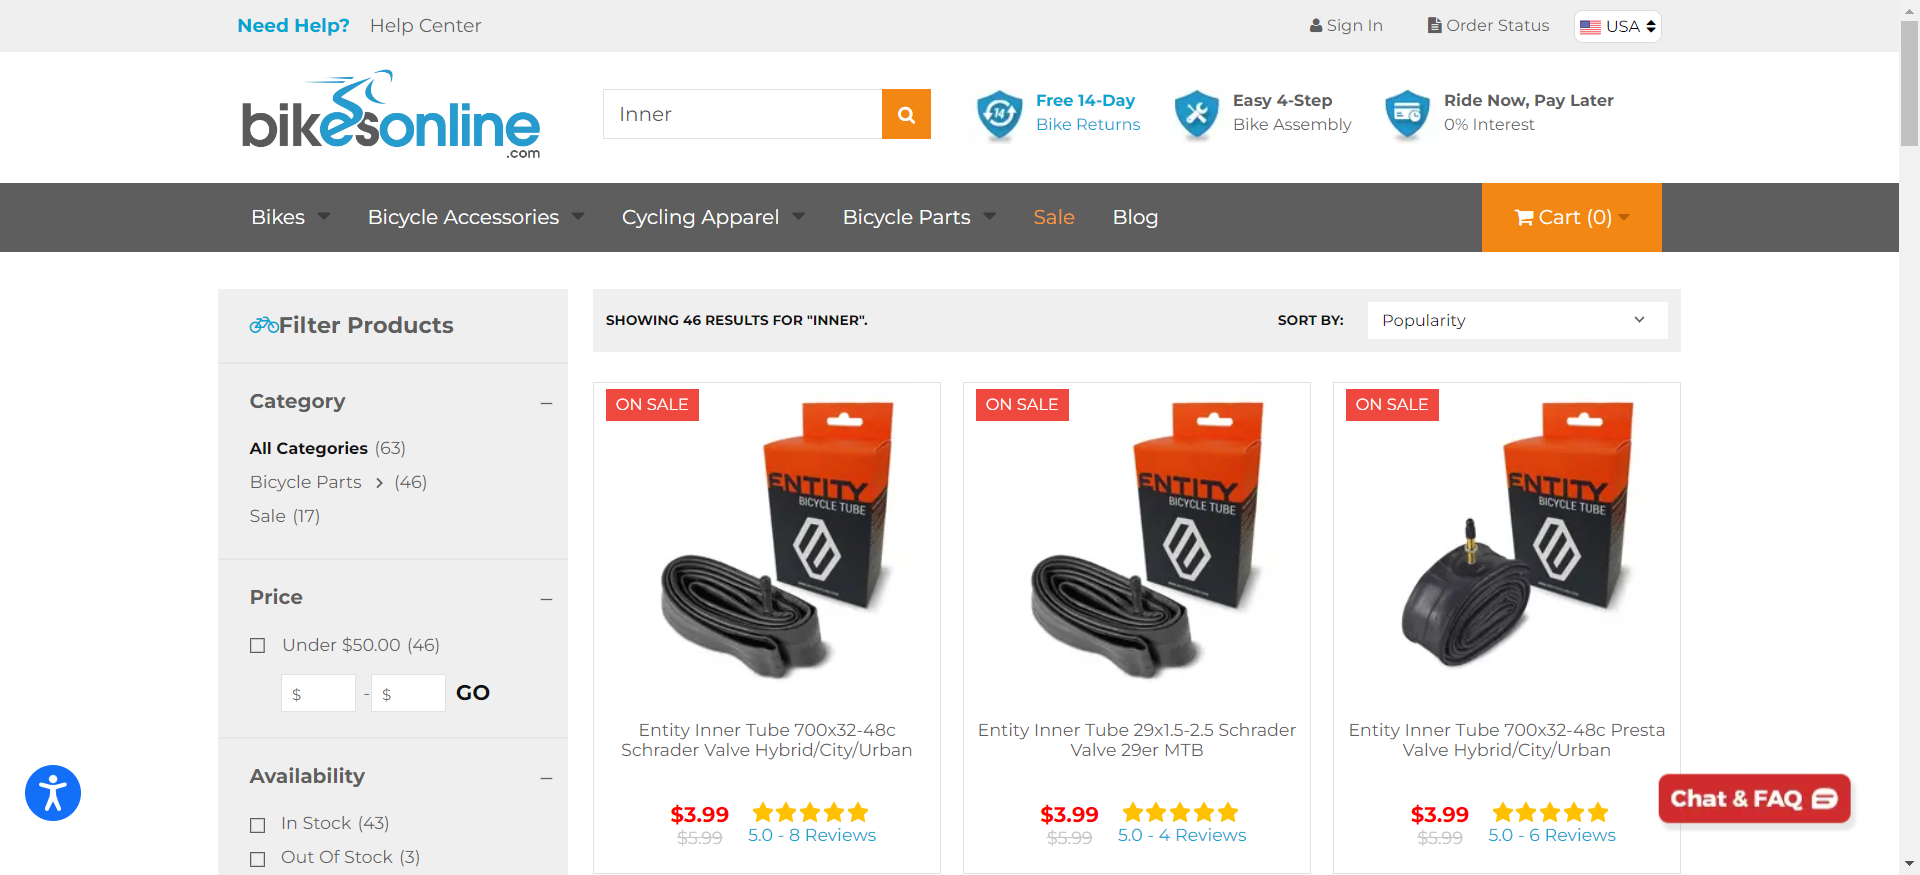 Need Help? Help Center
Sign In
Order Status
USA
bikesonline
.com
Inner
Free 14-Day
Bike Returns
14
Easy 4-Step
Bike Assembly
Ride Now, Pay Later
0% Interest
Bikes
Bicycle Accessories
Cycling Apparel
Bicycle Parts
Sale
Blog
Cart (0)
Filter Products
Category
All Categories (63)
Bicycle Parts > (46)
Sale (17)
Price
Under $50.00 (46)
$ - $ GO
Availability
In Stock (43)
Out Of Stock (3)
SHOWING 46 RESULTS FOR "INNER".
SORT BY:
Popularity
ON SALE
ENTITY
BICYCLE TUBE
Entity Inner Tube 700x32-48c
Schrader Valve Hybrid/City/Urban
$3.99
$5.99
5.0 - 8 Reviews
ON SALE
ENTITY
BICYCLE TUBE
Entity Inner Tube 29x1.5-2.5 Schrader
Valve 29er MTB
$3.99
$5.99
5.0 - 4 Reviews
ON SALE
ENTITY
BICYCLE TUBE
Entity Inner Tube 700x32-48c Presta
Valve Hybrid/City/Urban
$3.99
$5.99
5.0 - 6 Reviews
Chat & FAQ